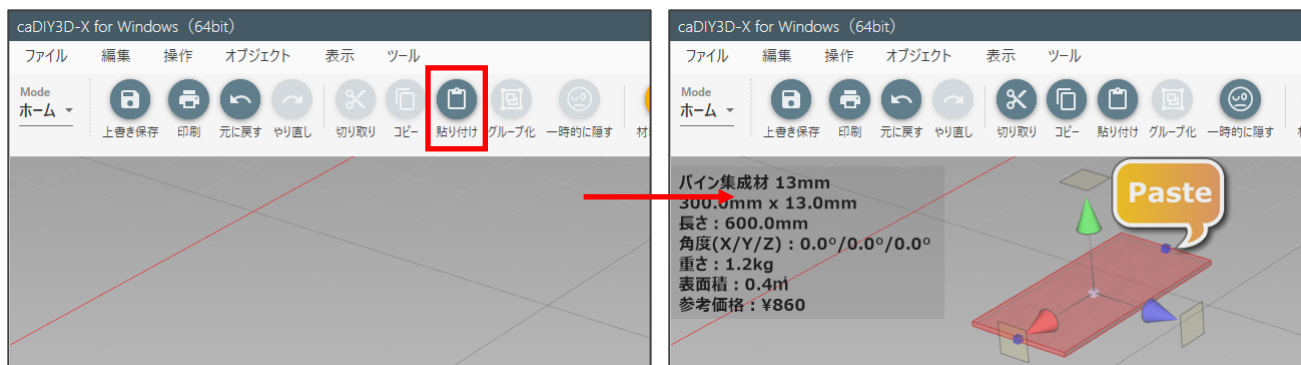 caDIY3D-X for Windows（64bit）
ファイル 編集 操作 オブジェクト 表示 ツール
Mode
ホーム
上書き保存 印刷 元に戻す やり直し 切り取り コピー 貼り付け グループ化 一時的に隠す 材
caDIY3D-X for Windows（64bit）
ファイル 編集 操作 オブジェクト 表示 ツール
Mode
ホーム
上書き保存 印刷 元に戻す やり直し 切り取り コピー 貼り付け グループ化 一時的に隠す
パイン集成材 13mm
300.0mm x 13.0mm
長さ：600.0mm
角度(X/Y/Z)：0.0°/0.0°/0.0°
重さ：1.2kg
表面積：0.4㎡
参考価格：¥860
Paste